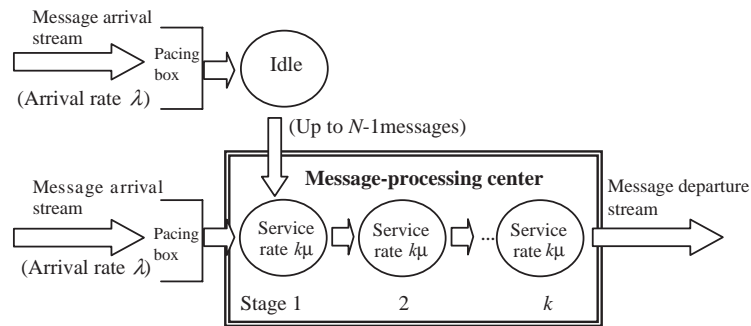 Message arrival
stream
Pacing
box
(Arrival rate λ)
Idle
(Up to N-1messages)
Message-processing center
Message arrival
stream
Pacing
box
(Arrival rate λ)
Service
rate kμ
Service
rate kμ
...
Service
rate kμ
Message departure
stream
Stage 1
2
k